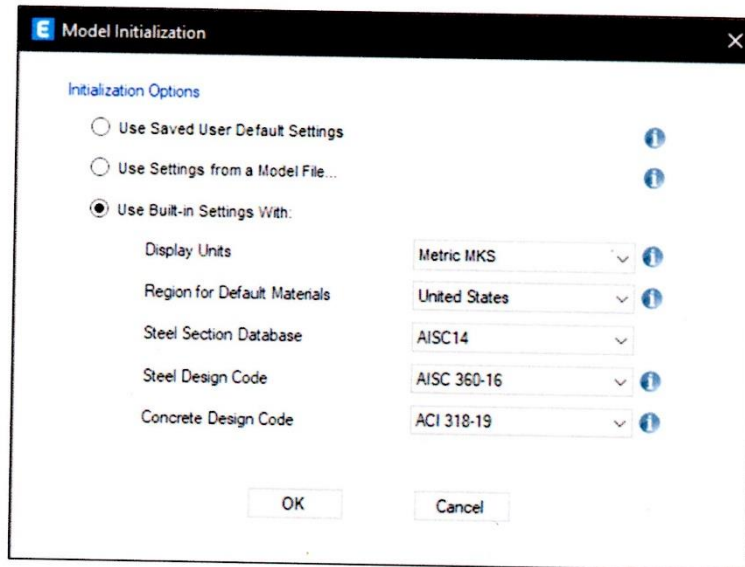 E Model Initialization
Initialization Options
Use Saved User Default Settings
Use Settings from a Model File...
Use Built-in Settings With:
Display Units Metric MKS
Region for Default Materials United States
Steel Section Database AISC14
Steel Design Code AISC 360-16
Concrete Design Code ACI 318-19
OK Cancel